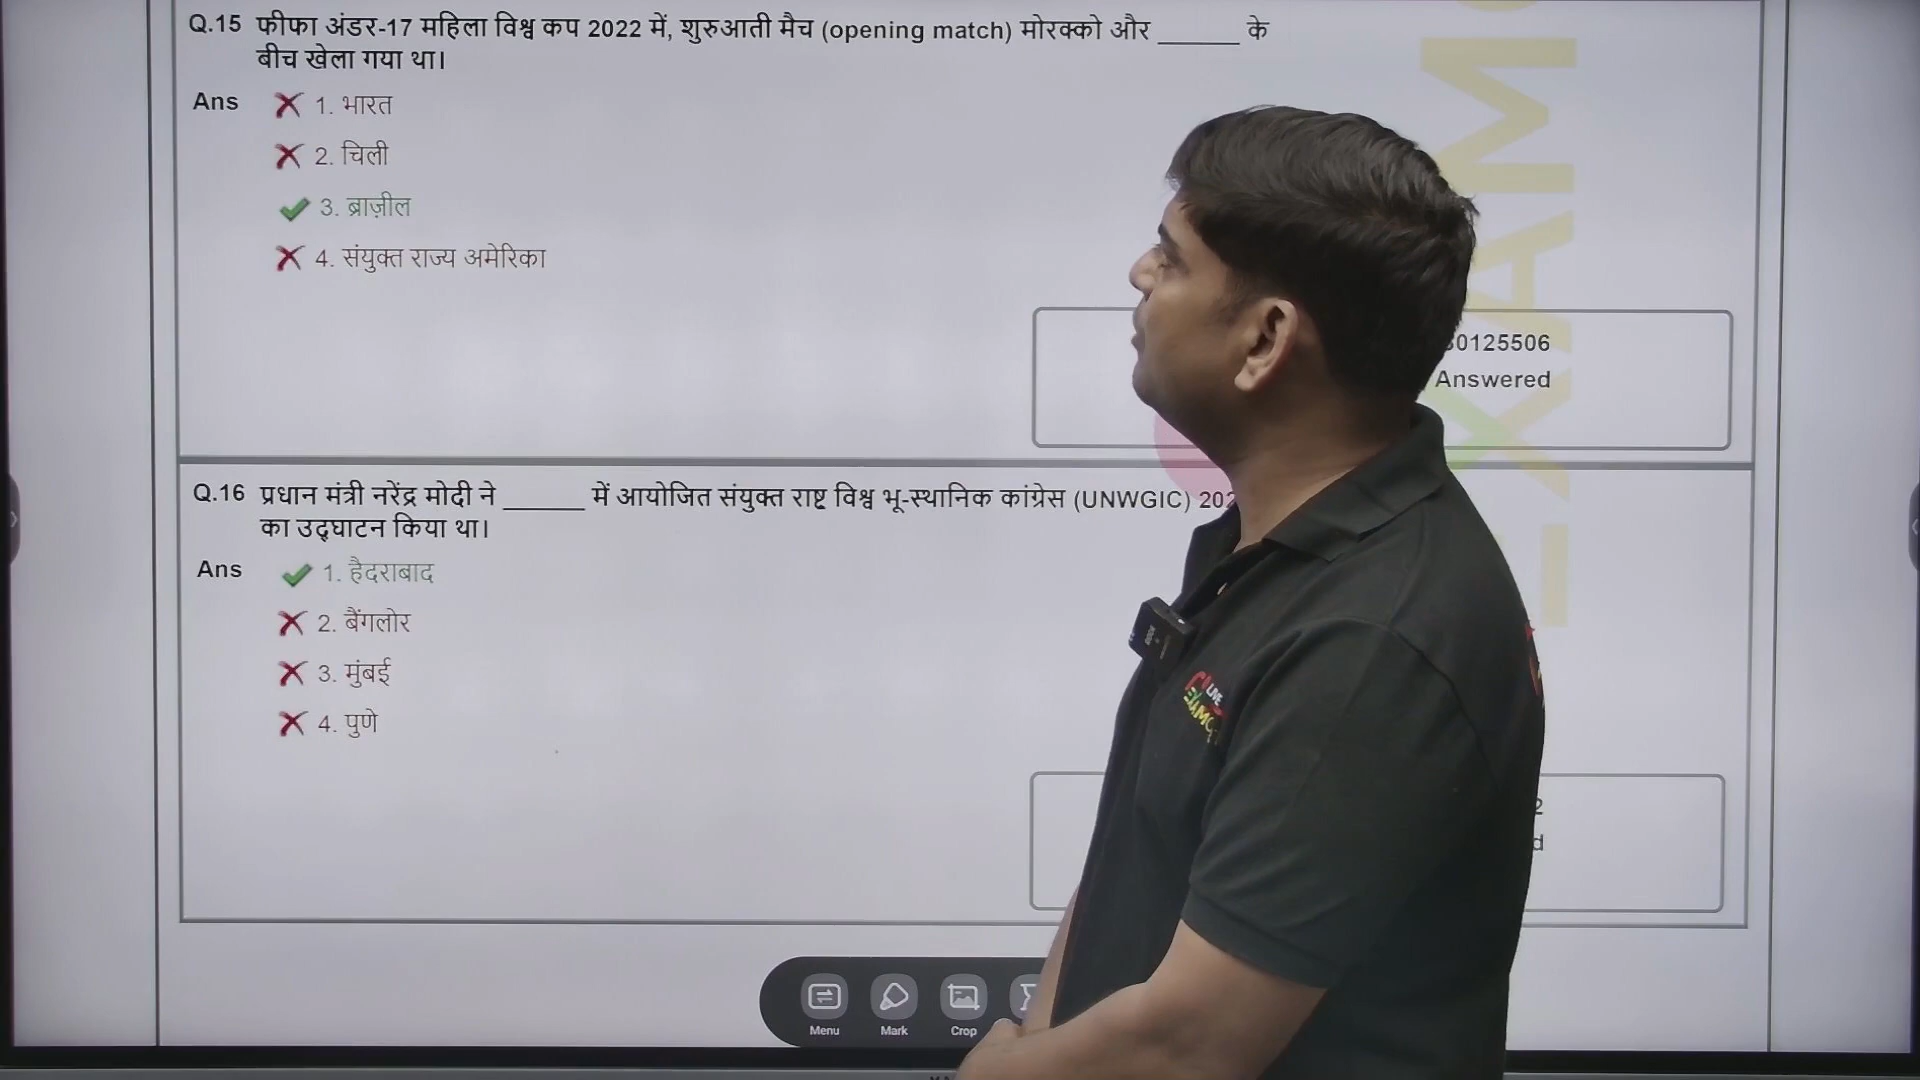 Q.15 फीफा अंडर-17 महिला विश्व कप 2022 में, शुरुआती मैच (opening match) मोरक्को और ______ के
बीच खेला गया था।
Ans 1. भारत
2. चिली
3. ब्राज़ील
4. संयुक्त राज्य अमेरिका
Answered
Q.16 प्रधान मंत्री नरेंद्र मोदी ने ______ में आयोजित संयुक्त राष्ट्र विश्व भू-स्थानिक कांग्रेस (UNWGIC)
का उद्घाटन किया था।
Ans 1. हैदराबाद
2. बैंगलोर
3. मुंबई
4. पुणे
LIVE
Menu Mark Crop